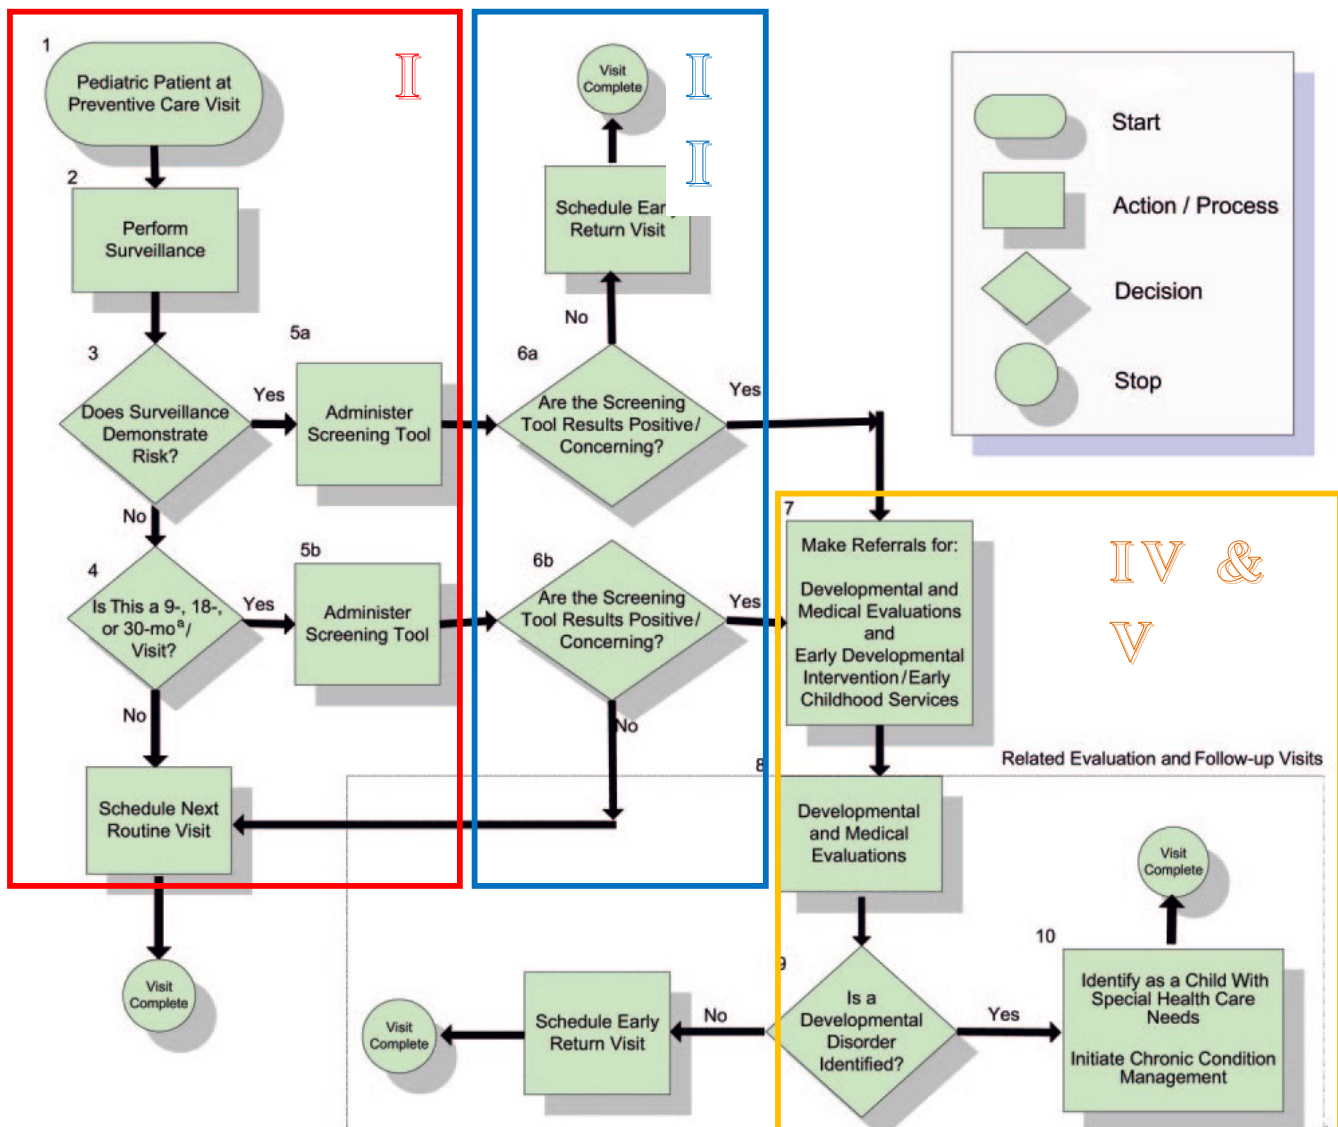 1
Pediatric Patient at
Preventive Care Visit
I
2
Perform
Surveillance
3
Does Surveillance
Demonstrate
Risk?
Yes
5a
Administer
Screening Tool
No
4
Is This a 9-, 18-,
or 30-moᵃ/
Visit?
Yes
5b
Administer
Screening Tool
No
Schedule Next
Routine Visit
Visit
Complete
Visit
Complete
I
I
Schedule
Return Visit
No
6a
Are the Screening
Tool Results Positive/
Concerning?
Yes
6b
Are the Screening
Tool Results Positive/
Concerning?
Yes
No
Start
Action / Process
Decision
Stop
7
Make Referrals for:
Developmental and
Medical Evaluations
and
Early Developmental
Intervention/Early
Childhood Services
IV &
V
Related Evaluation and Follow-up Visits
8
Developmental
and Medical
Evaluations
9
Is a
Developmental
Disorder
Identified?
No
Schedule Early
Return Visit
Visit
Complete
Yes
10
Identify as a Child With
Special Health Care
Needs
Initiate Chronic Condition
Management
Visit
Complete